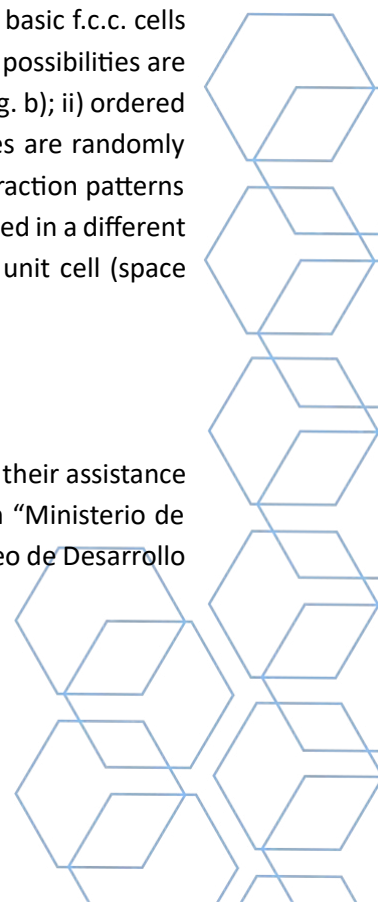 basic f.c.c. cells
possibilities are
g. b); ii) ordered
es are randomly
raction patterns
ed in a different
unit cell (space
their assistance
n “Ministerio de
eo de Desarrollo